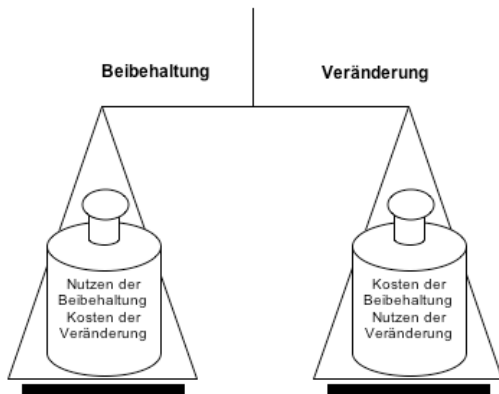 Beibehaltung
Veränderung
Nutzen der
Beibehaltung
Kosten der
Veränderung
Kosten der
Beibehaltung
Nutzen der
Veränderung